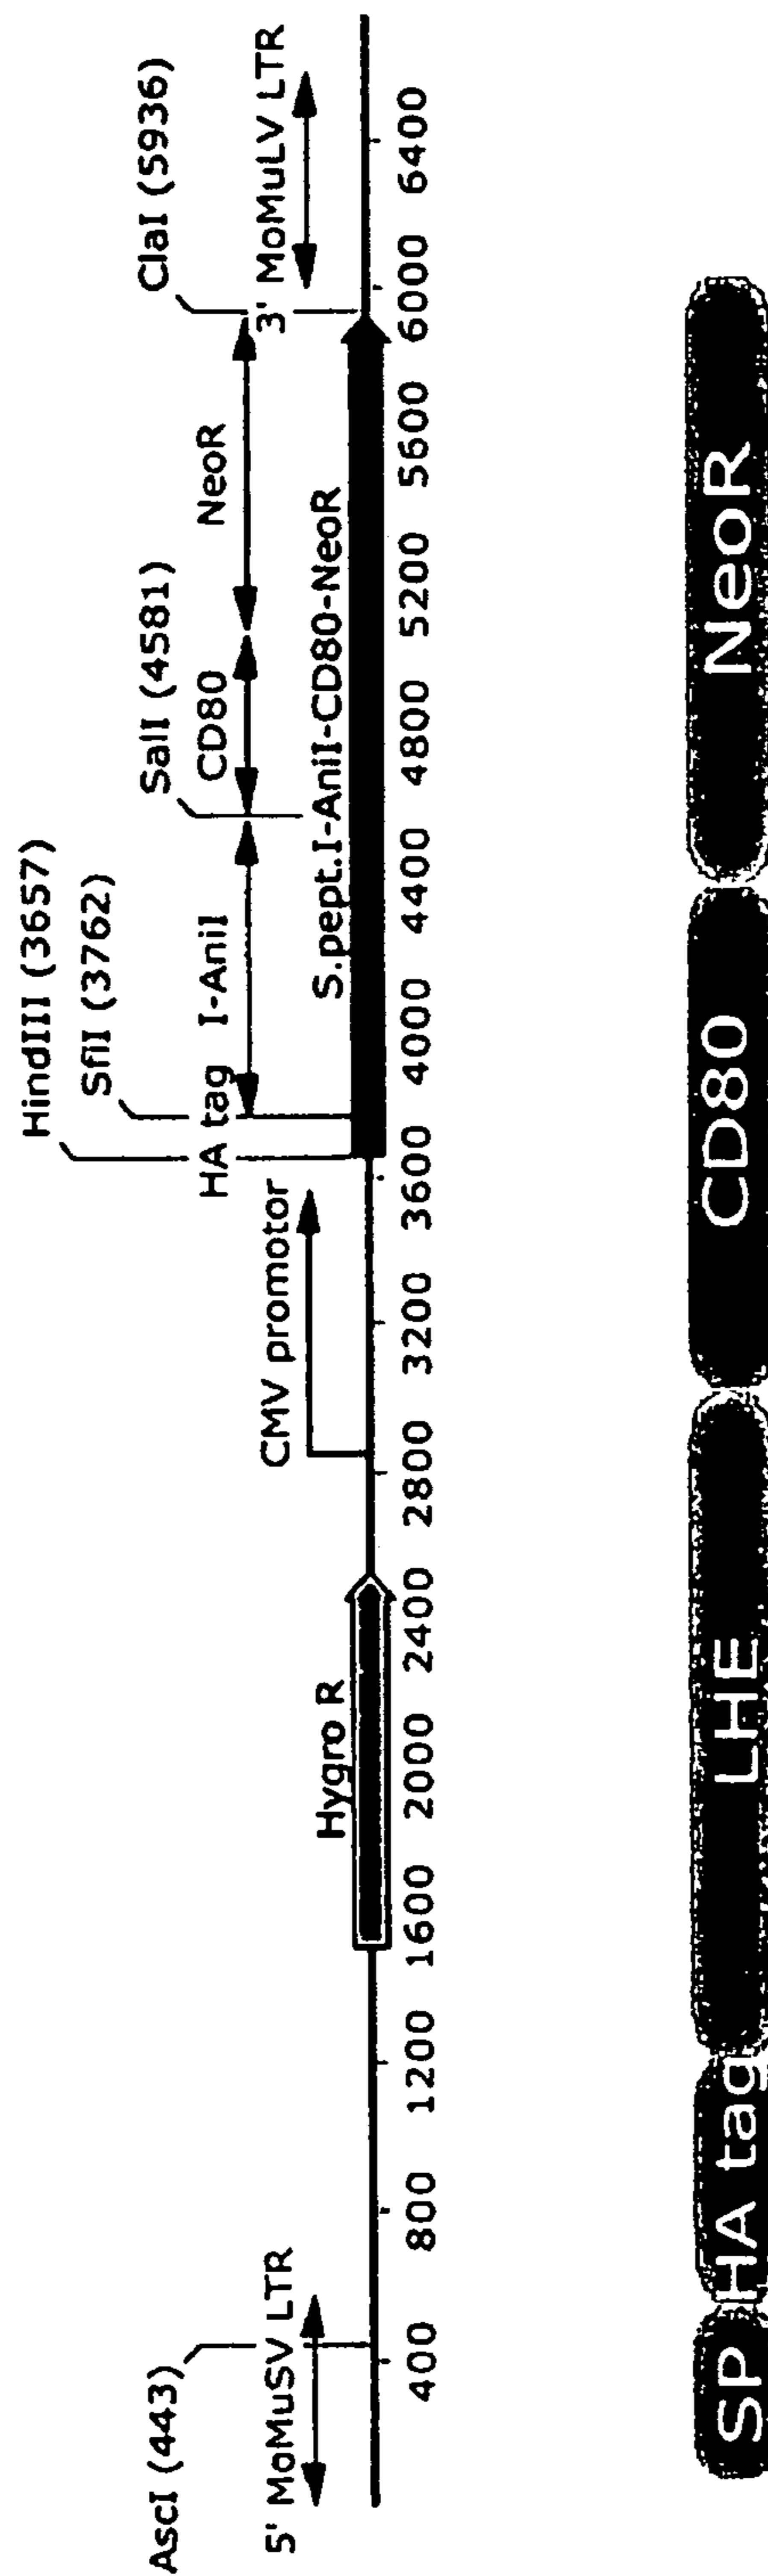 HindIII (3657)
SfiI (3762)
SalI (4581)
ClaI (5936)
AscI (443)
HA tag
I-AniI
CD80
NeoR
5' MoMuSV LTR
CMV promotor
3' MoMuLV LTR
Hygro R
S.pept.I-AniI-CD80-NeoR
400 800 1200 1600 2000 2400 2800 3200 3600 4000 4400 4800 5200 5600 6000 6400
SP HA tag LHE CD80 NeoR